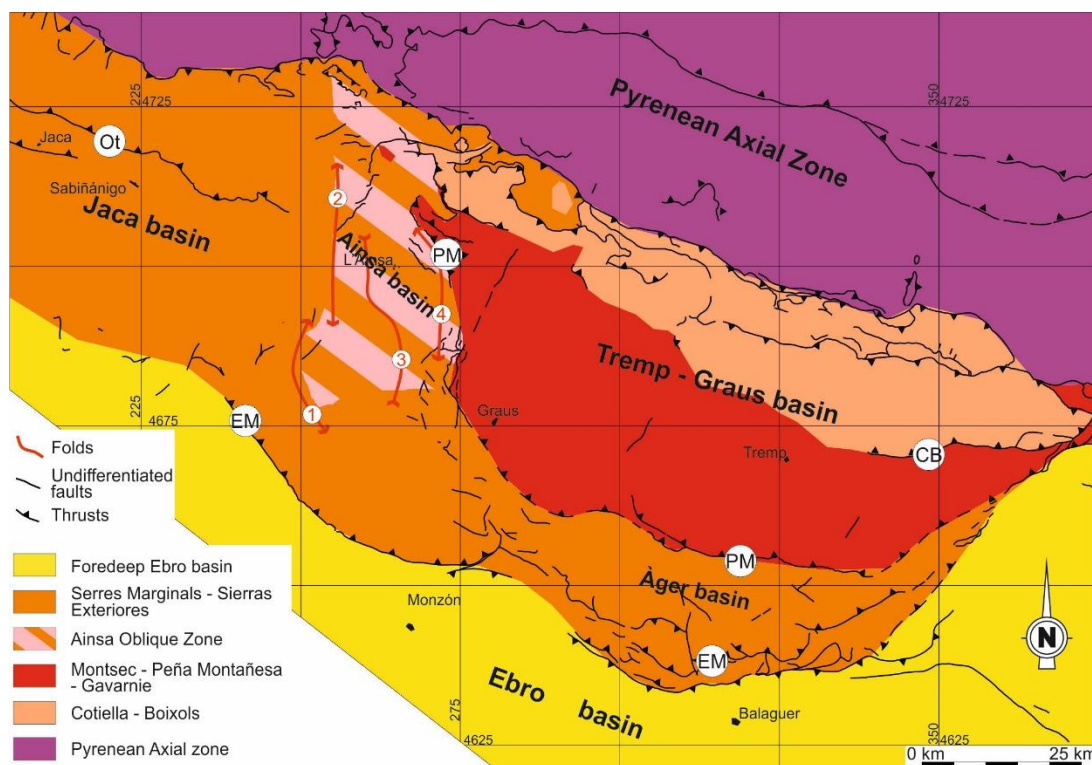 225
4725
350
4725
Pyrenean Axial Zone
Jaca
Ot
Sabiñánigo
Jaca basin
2
PM
L'Ainsa
Ainsa basin
4
3
Tremp - Graus basin
225
4675
EM
1
Graus
Tremp
CB
Folds
Undifferentiated
faults
Thrusts
PM
Àger basin
Foredeep Ebro basin
Serres Marginals - Sierras
Exteriores
Monzón
Ainsa Oblique Zone
N
Montsec - Peña Montañesa
- Gavarnie
EM
Ebro basin
Cotiella - Boixols
275
4625
Balaguer
350
4625
Pyrenean Axial zone
0 km 25 km